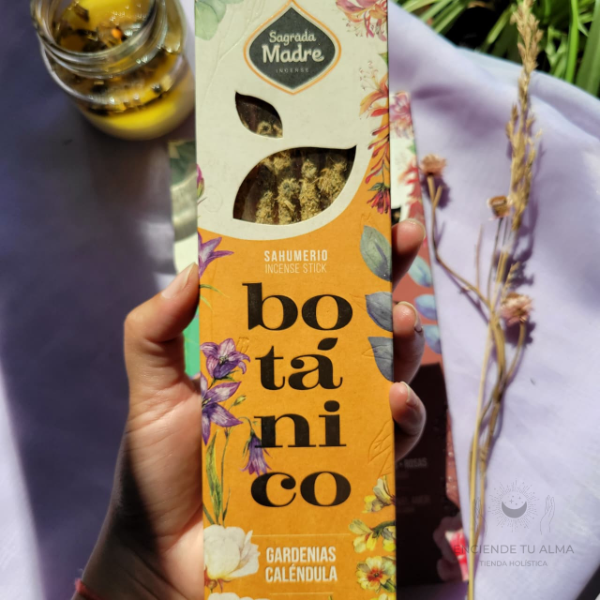 Sagrada
Madre
INCENSE
SAHUMERIO
INCENSE STICK
bo
tá
ni
co
GARDENIAS
CALÉNDULA
ENCIENDE TU ALMA
TIENDA HOLÍSTICA